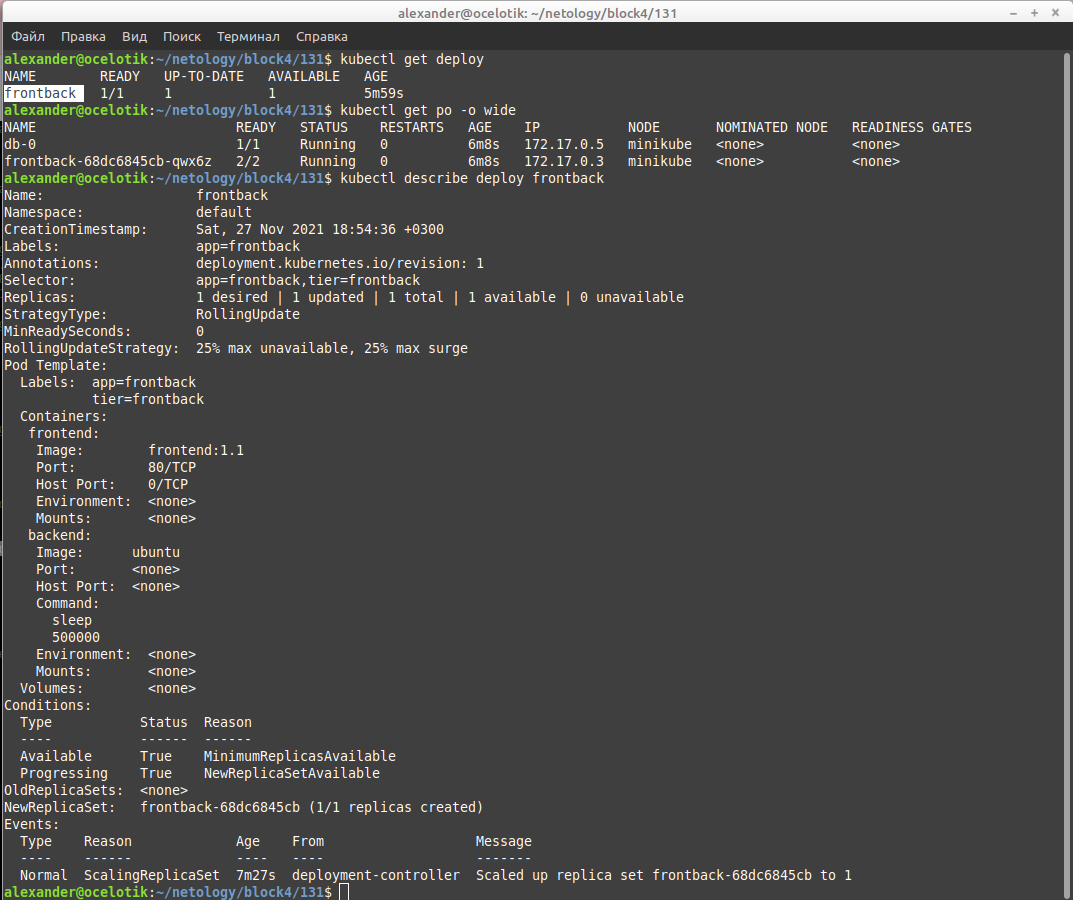 alexander@ocelotik: ~/netology/block4/131
Файл Правка Вид Поиск Терминал Справка
alexander@ocelotik:~/netology/block4/131$ kubectl get deploy
NAME        READY   UP-TO-DATE   AVAILABLE   AGE
frontback   1/1     1            1           5m59s
alexander@ocelotik:~/netology/block4/131$ kubectl get po -o wide
NAME                         READY   STATUS    RESTARTS   AGE    IP           NODE       NOMINATED NODE   READINESS GATES
db-0                         1/1     Running   0          6m8s   172.17.0.5   minikube   <none>           <none>
frontback-68dc6845cb-qwx6z   2/2     Running   0          6m8s   172.17.0.3   minikube   <none>           <none>
alexander@ocelotik:~/netology/block4/131$ kubectl describe deploy frontback
Name:                   frontback
Namespace:              default
CreationTimestamp:      Sat, 27 Nov 2021 18:54:36 +0300
Labels:                 app=frontback
Annotations:            deployment.kubernetes.io/revision: 1
Selector:               app=frontback,tier=frontback
Replicas:               1 desired | 1 updated | 1 total | 1 available | 0 unavailable
StrategyType:           RollingUpdate
MinReadySeconds:        0
RollingUpdateStrategy:  25% max unavailable, 25% max surge
Pod Template:
  Labels:  app=frontback
           tier=frontback
  Containers:
   frontend:
    Image:        frontend:1.1
    Port:         80/TCP
    Host Port:    0/TCP
    Environment:  <none>
    Mounts:       <none>
   backend:
    Image:      ubuntu
    Port:       <none>
    Host Port:  <none>
    Command:
      sleep
      500000
    Environment:  <none>
    Mounts:       <none>
  Volumes:        <none>
Conditions:
  Type           Status  Reason
  ----           ------  ------
  Available      True    MinimumReplicasAvailable
  Progressing    True    NewReplicaSetAvailable
OldReplicaSets:  <none>
NewReplicaSet:   frontback-68dc6845cb (1/1 replicas created)
Events:
  Type    Reason             Age    From                   Message
  ----    ------             ----   ----                   -------
  Normal  ScalingReplicaSet  7m27s  deployment-controller  Scaled up replica set frontback-68dc6845cb to 1
alexander@ocelotik:~/netology/block4/131$